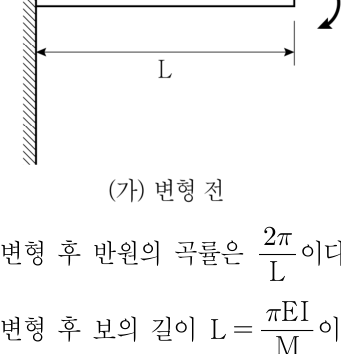 L
(가) 변형 전
변형 후 반원의 곡률은 2π/L 이다
변형 후 보의 길이 L = πEI/M 이